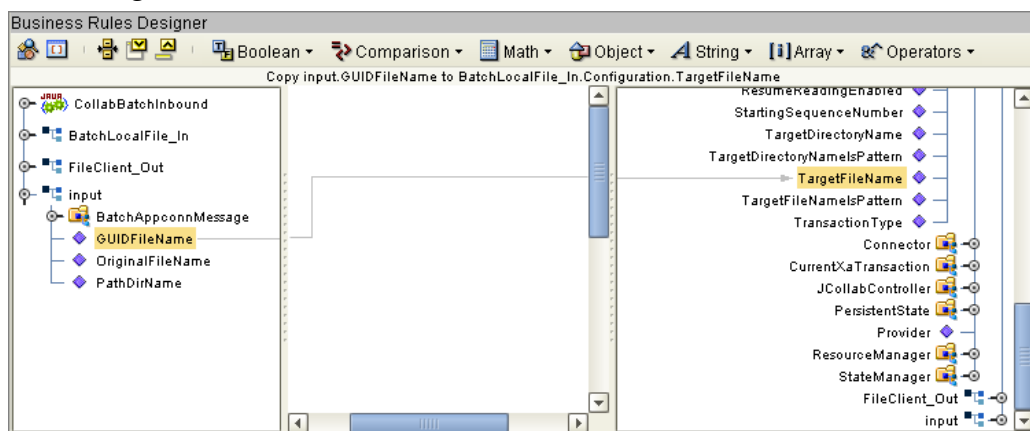 Business Rules Designer
Boolean Comparison Math Object String [i] Array Operators
Copy input.GUIDFileName to BatchLocalFile_In.Configuration.TargetFileName
JAVA CollabBatchInbound
BatchLocalFile_In
FileClient_Out
input
BatchAppconnMessage
GUIDFileName
OriginalFileName
PathDirName
ResumeReadingEnabled
StartingSequenceNumber
TargetDirectoryName
TargetDirectoryNameIsPattern
TargetFileName
TargetFileNameIsPattern
TransactionType
Connector
CurrentXaTransaction
JCollabController
PersistentState
Provider
ResourceManager
StateManager
FileClient_Out
input